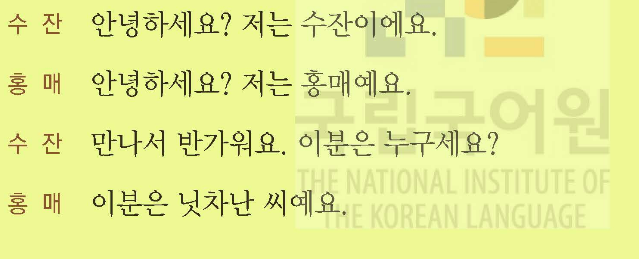 수 잔 안녕하세요? 저는 수잔이에요.
홍 매 안녕하세요? 저는 홍매예요.
수 잔 만나서 반가워요. 이분은 누구세요?
홍 매 이분은 닛차난 씨예요.
국립국어원
THE NATIONAL INSTITUTE OF
THE KOREAN LANGUAGE